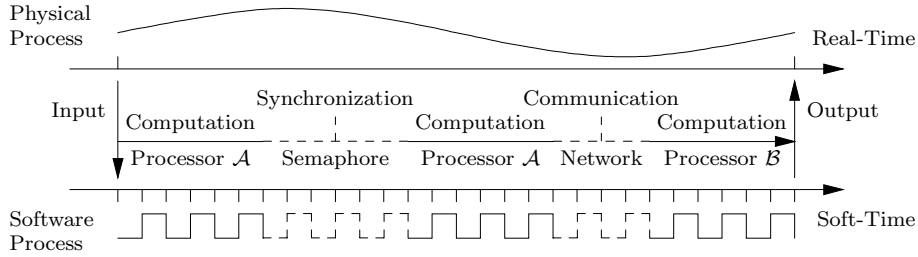 Physical
Process
Real-Time
Input
Synchronization
Communication
Output
Computation
Computation
Computation
Processor 𝒜
Semaphore
Processor 𝒜
Network
Processor ℬ
Software
Process
Soft-Time